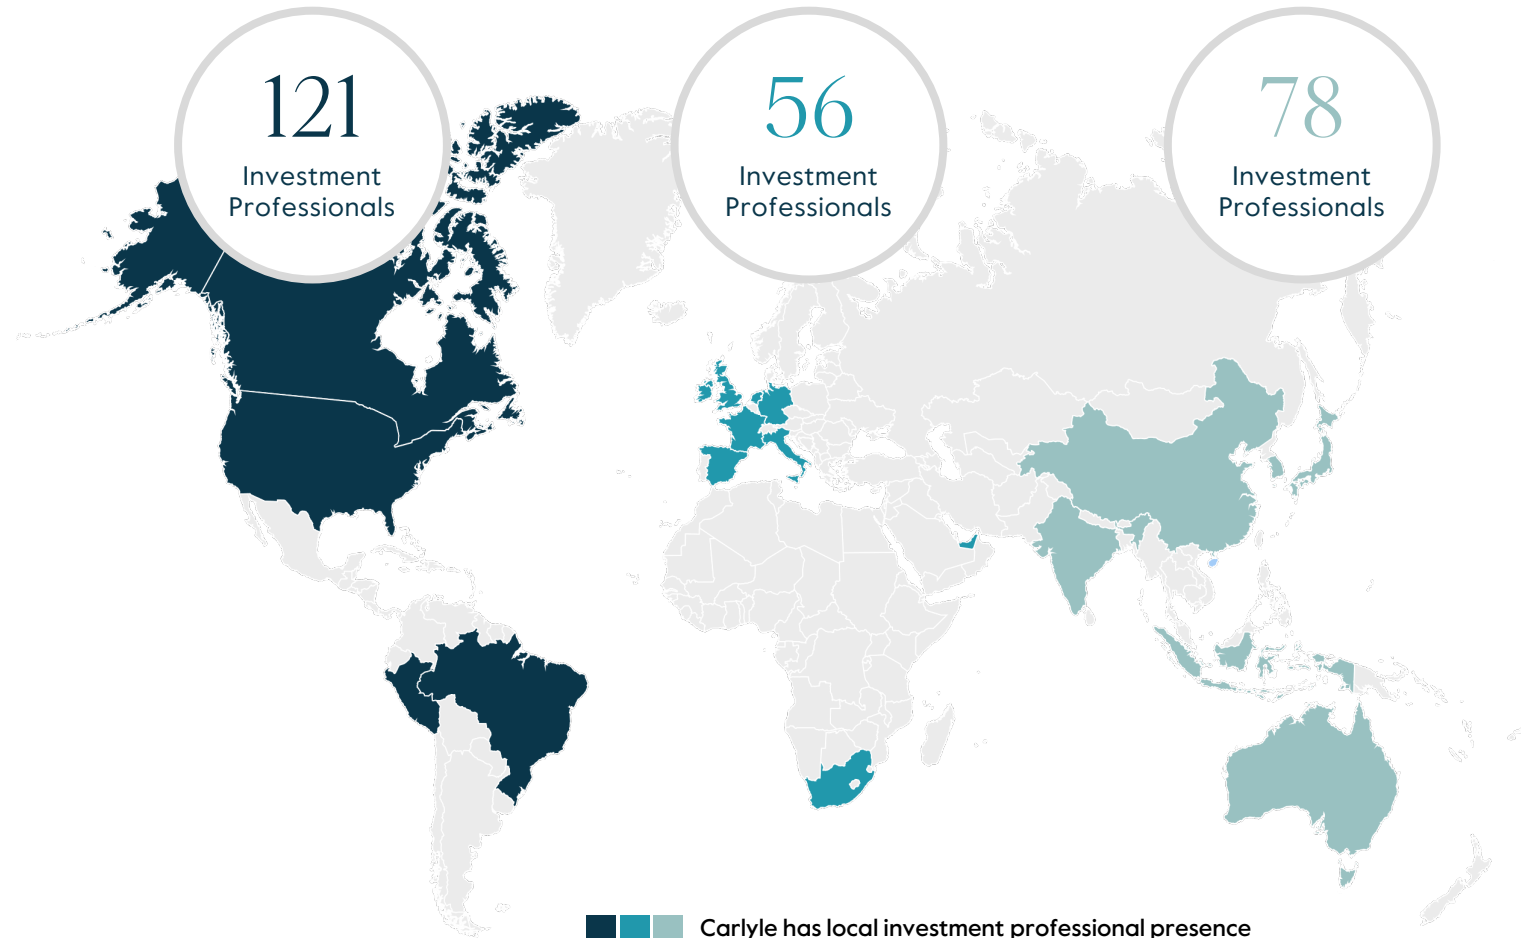 121
Investment
Professionals
56
Investment
Professionals
78
Investment
Professionals
Carlyle has local investment professional presence